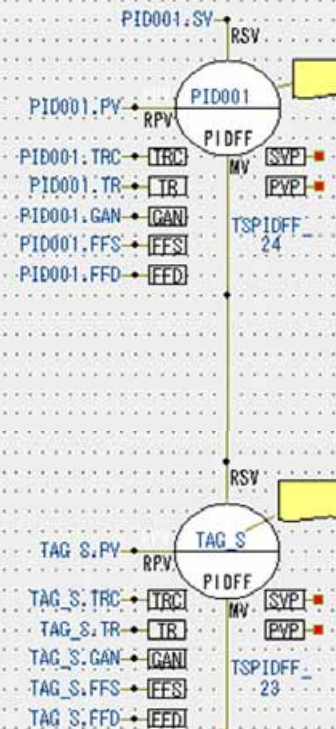 PID001.SV
RSV
PID001
PID001.PV
RPV
PIDFF
MV
PID001.TRC
TRC
SVP
PID001.TR
TR
PVP
PID001.GAN
GAN
TSPIDFF_
24
PID001.FFS
FFS
PID001.FFD
FFD
RSV
TAG_S
TAG S.PV
RPV
PIDFF
MV
TAG_S.TRC
TRC
SVP
TAG_S.TR
TR
PVP
TAG_S.GAN
GAN
TSPIDFF_
23
TAG_S.FFS
FFS
TAG S.FFD
FFD